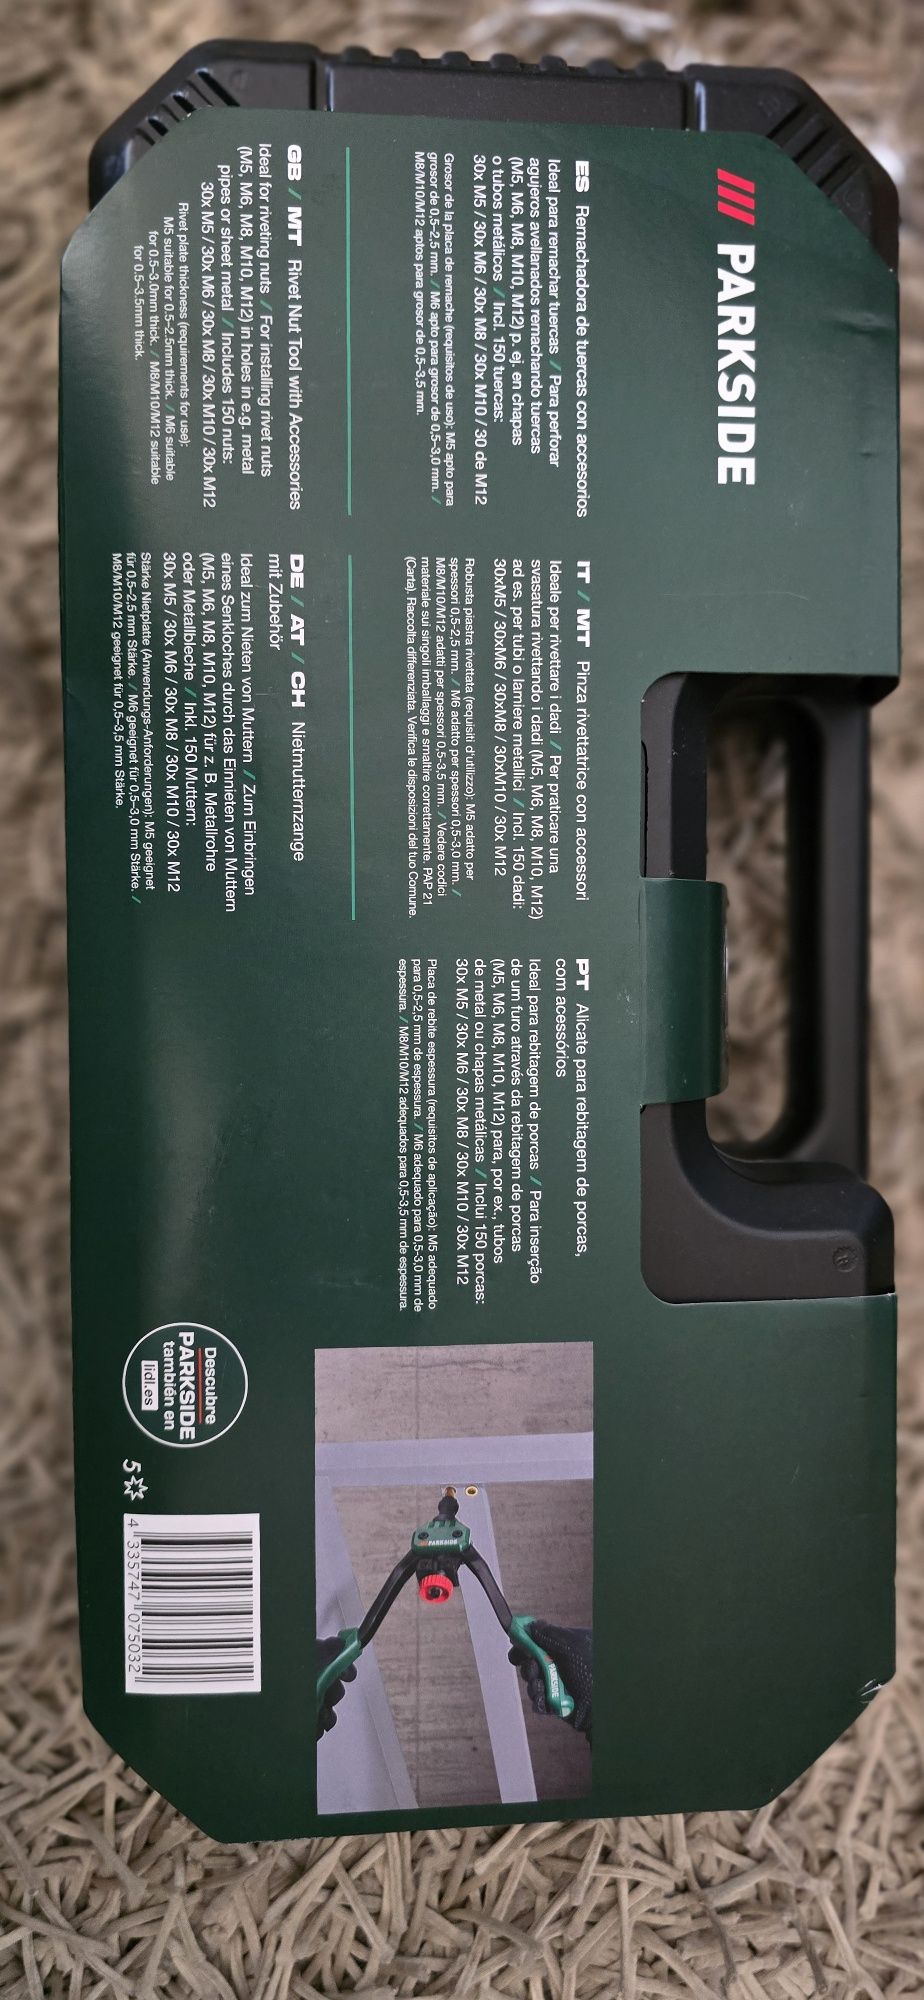 PARKSIDE
ES Remachadora de tuercas con accesorios
Ideal para remachar tuercas / Para perforar
agujeros avellanados remachando tuercas
(M5, M6, M8, M10, M12) p. ej. en chapas
o tubos metálicos / Incl. 150 tuercas:
30x M5 / 30x M6 / 30x M8 / 30x M10 / 30 de M12
Grosor de la placa de remache (requisitos de uso): M5 apto para
grosor de 0,5–2,5 mm. / M6 apto para grosor de 0,5–3,0 mm. /
M8/M10/M12 aptos para grosor de 0,5–3,5 mm.
IT / MT Pinza rivettatrice con accessori
Ideale per rivettare i dadi / Per praticare una
svasatura rivettando i dadi (M5, M6, M8, M10, M12)
ad es. per tubi o lamiere metallici / Incl. 150 dadi:
30xM5 / 30xM6 / 30xM8 / 30xM10 / 30x M12
Robusta piastra rivettata (requisiti d'utilizzo): M5 adatto per
spessori 0,5–2,5 mm. / M6 adatto per spessori 0,5–3,0 mm. /
M8/M10/M12 adatti per spessori 0,5–3,5 mm. / Vedere codici
materiale sui singoli imballaggi e smaltire correttamente. PAP 21
(Carta). Raccolta differenziata. Verifica le disposizioni del tuo Comune.
PT Alicate para rebitagem de porcas,
com acessórios
Ideal para rebitagem de porcas / Para inserção
de um furo através da rebitagem de porcas
(M5, M6, M8, M10, M12) para, por ex., tubos
de metal ou chapas metálicas / Inclui 150 porcas:
30x M5 / 30x M6 / 30x M8 / 30x M10 / 30x M12
Placa de rebite espessura (requisitos de aplicação): M5 adequado
para 0,5–2,5 mm de espessura. / M6 adequado para 0,5–3,0 mm de
espessura. / M8/M10/M12 adequados para 0,5–3,5 mm de espessura.
GB / MT Rivet Nut Tool with Accessories
Ideal for riveting nuts / For installing rivet nuts
(M5, M6, M8, M10, M12) in holes in e.g. metal
pipes or sheet metal / Includes 150 nuts:
30x M5 / 30x M6 / 30x M8 / 30x M10 / 30x M12
Rivet plate thickness (requirements for use):
M5 suitable for 0.5–2.5mm thick. / M6 suitable
for 0.5–3.0mm thick. / M8/M10/M12 suitable
for 0.5–3.5mm thick.
DE / AT / CH Nietmutternzange
mit Zubehör
Ideal zum Nieten von Muttern / Zum Einbringen
eines Senkloches durch das Einnieten von Muttern
(M5, M6, M8, M10, M12) für z. B. Metallrohre
oder Metallbleche / Inkl. 150 Muttern:
30x M5 / 30x M6 / 30x M8 / 30x M10 / 30x M12
Stärke Nietplatte (Anwendungs-Anforderungen): M5 geeignet
für 0,5–2,5 mm Stärke. / M6 geeignet für 0,5–3,0 mm Stärke. /
M8/M10/M12 geeignet für 0,5–3,5 mm Stärke.
PARKSIDE
PARKSIDE
Descubre
PARKSIDE
también en
lidl.es
5
4 335747 075032